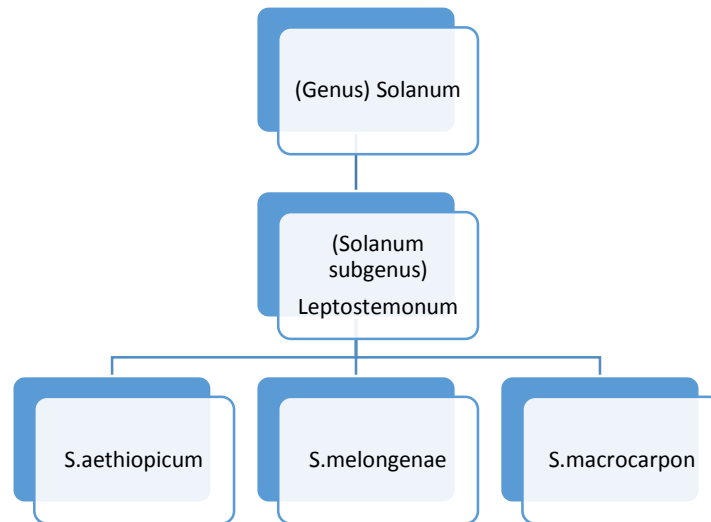 (Genus) Solanum
(Solanum
subgenus)
Leptostemonum
S.aethiopicum
S.melongenae
S.macrocarpon